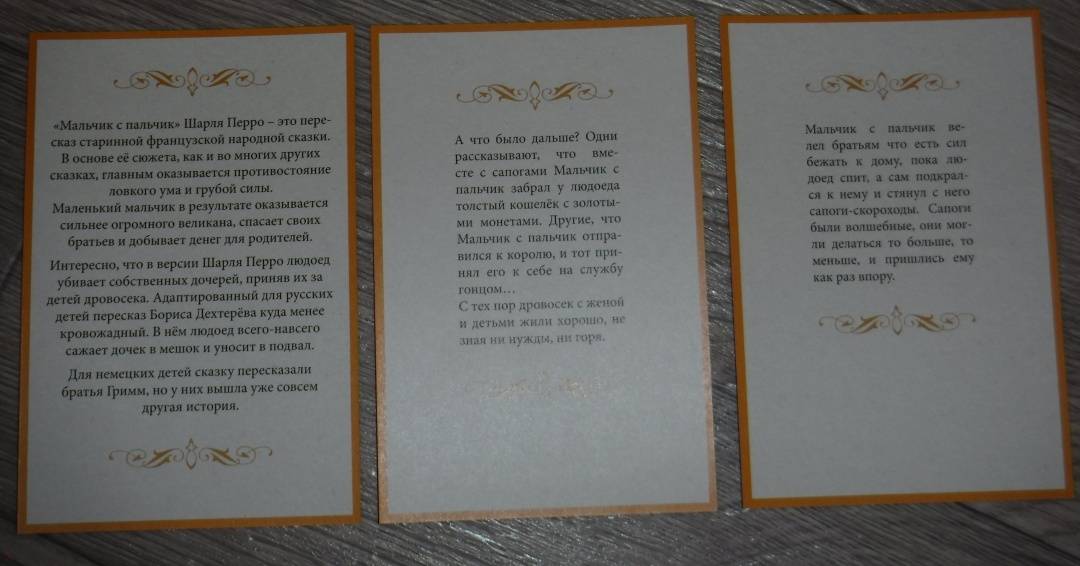 «Мальчик с пальчик» Шарля Перро – это пере-
сказ старинной французской народной сказки.
В основе её сюжета, как и во многих других
сказках, главным оказывается противостояние
ловкого ума и грубой силы.
Маленький мальчик в результате оказывается
сильнее огромного великана, спасает своих
братьев и добывает денег для родителей.
Интересно, что в версии Шарля Перро людоед
убивает собственных дочерей, приняв их за
детей дровосека. Адаптированный для русских
детей пересказ Бориса Дехтерёва куда менее
кровожадный. В нём людоед всего-навсего
сажает дочек в мешок и уносит в подвал.
Для немецких детей сказку пересказали
братья Гримм, но у них вышла уже совсем
другая история.
А что было дальше? Одни
рассказывают, что вме-
сте с сапогами Мальчик с
пальчик забрал у людоеда
толстый кошелёк с золоты-
ми монетами. Другие, что
Мальчик с пальчик отпра-
вился к королю, и тот при-
нял его к себе на службу
гонцом...
С тех пор дровосек с женой
и детьми жили хорошо, не
зная ни нужды, ни горя.
Мальчик с пальчик ве-
лел братьям что есть сил
бежать к дому, пока лю-
доед спит, а сам подкрал-
ся к нему и стянул с него
сапоги-скороходы. Сапоги
были волшебные, они мог-
ли делаться то больше, то
меньше, и пришлись ему
как раз впору.